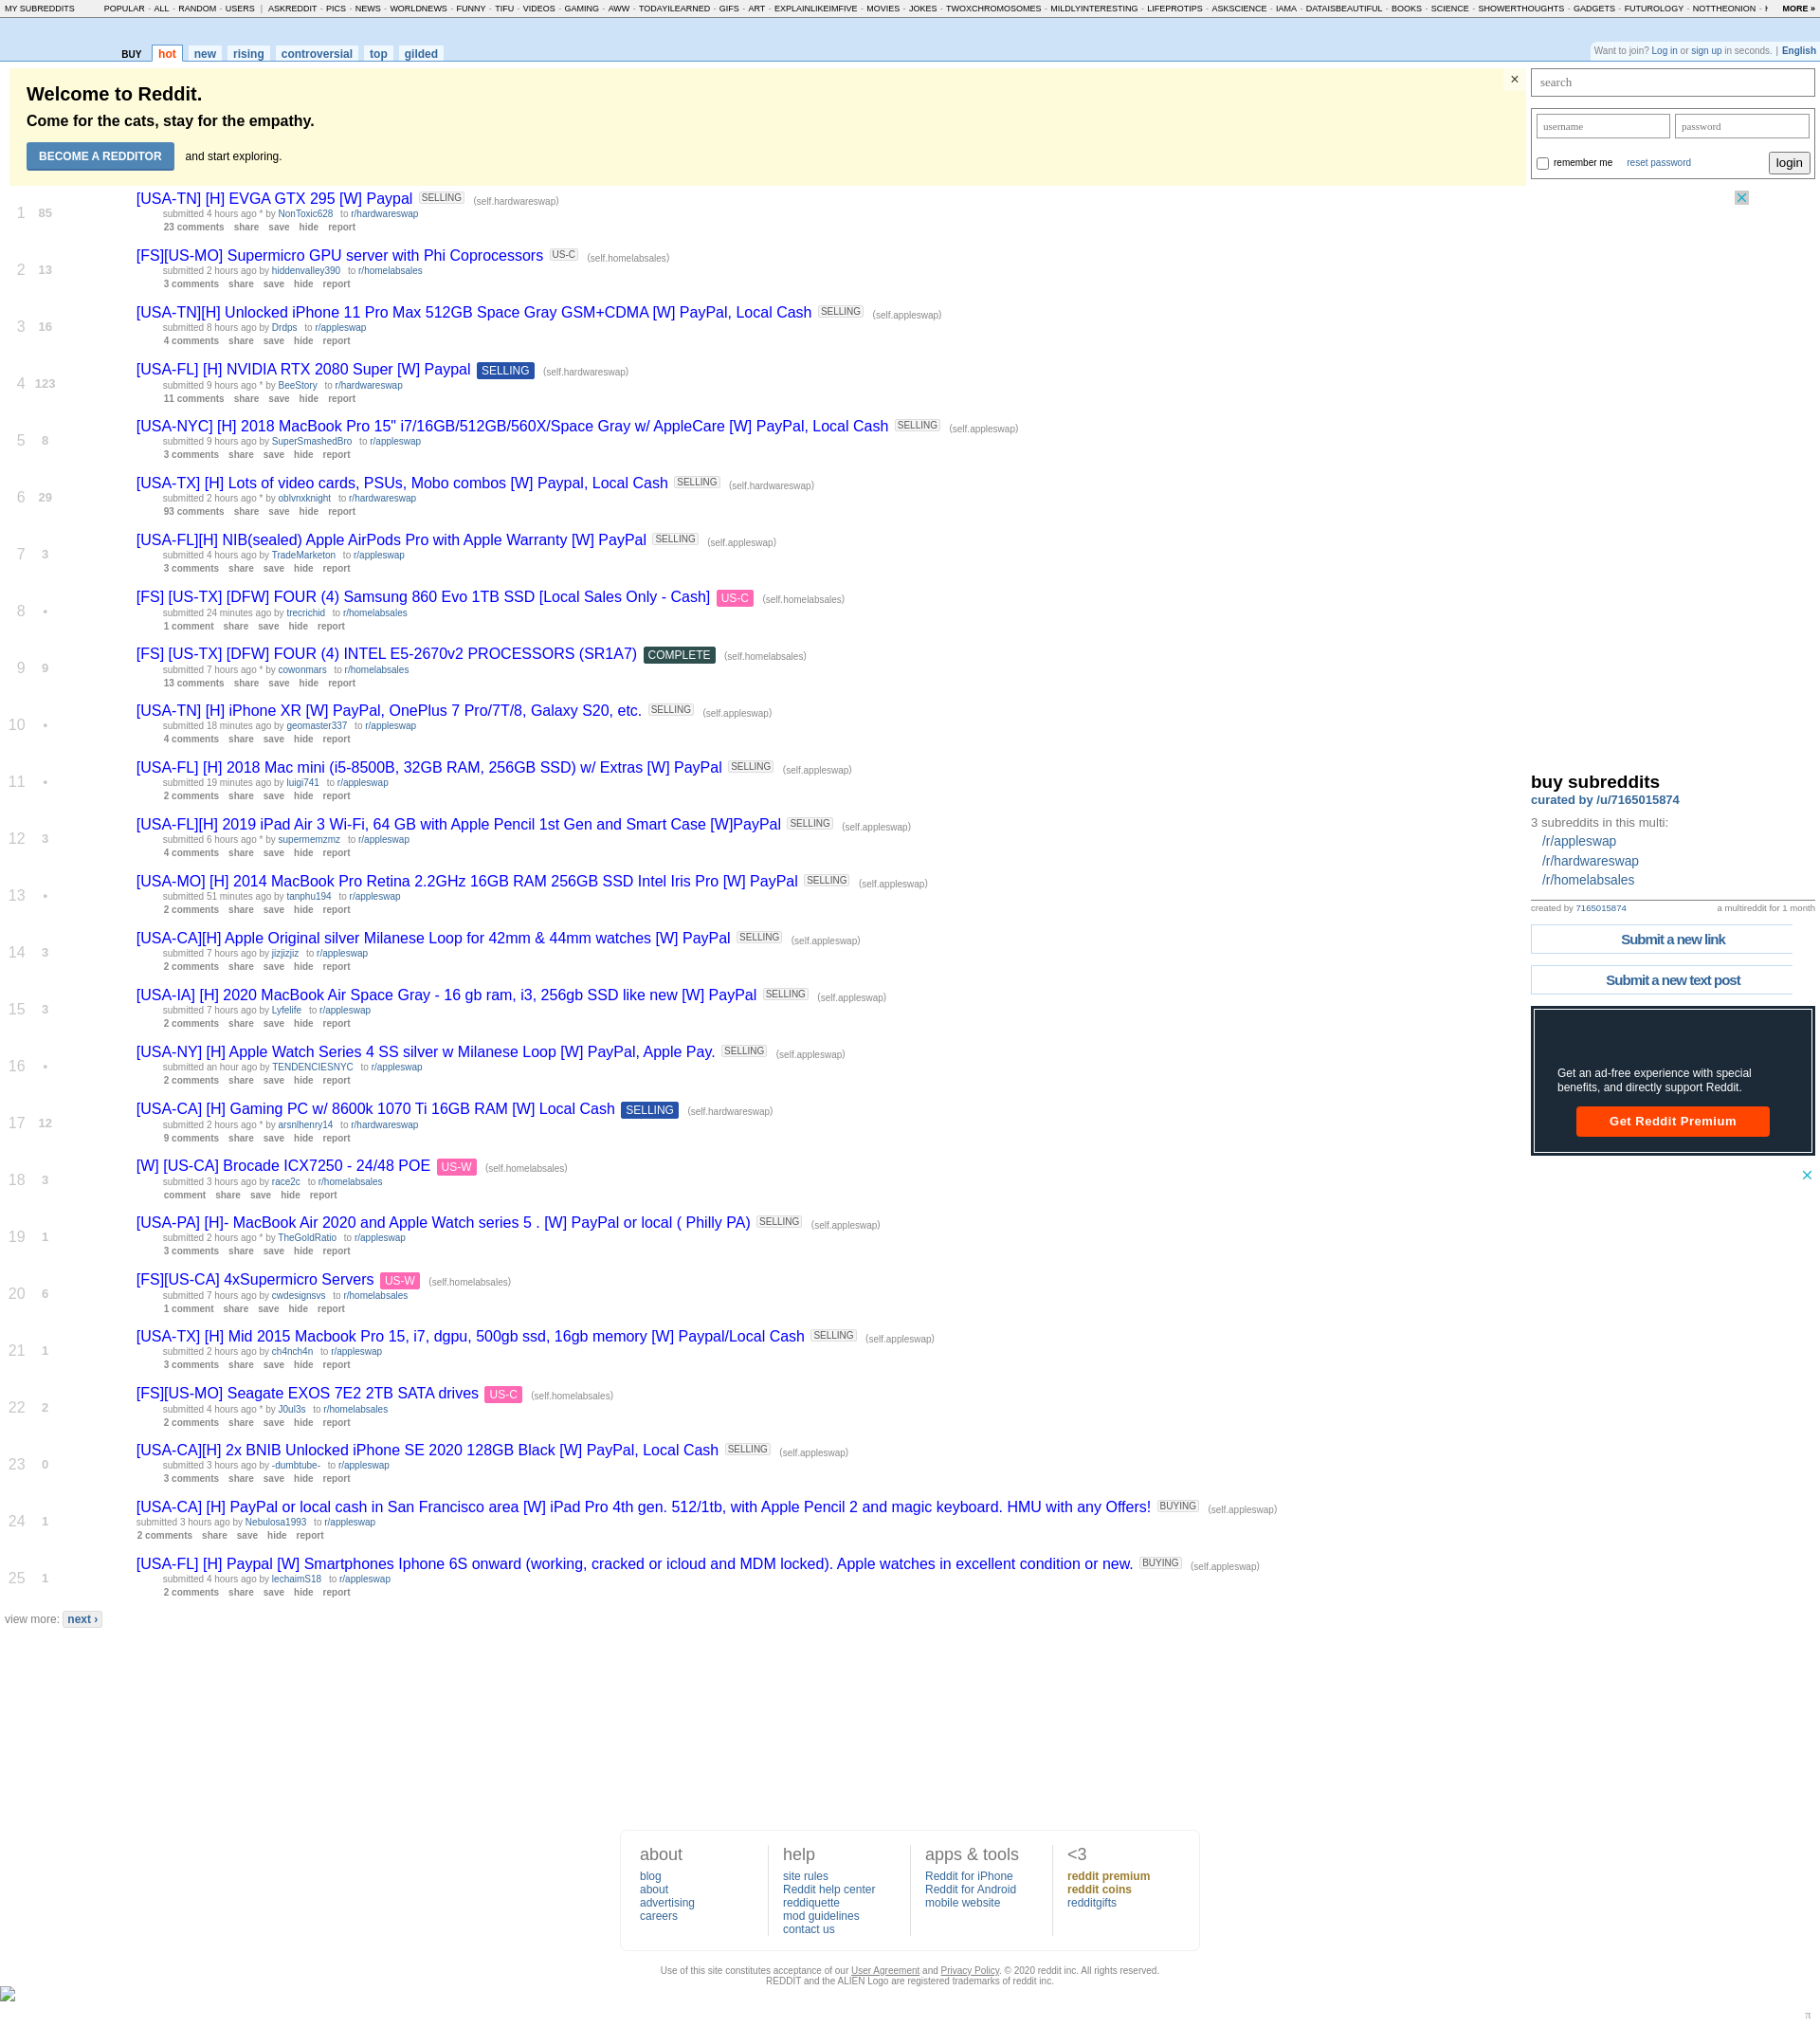 MY SUBREDDITS POPULAR - ALL - RANDOM - USERS | ASKREDDIT - PICS - NEWS - WORLDNEWS - FUNNY - TIFU - VIDEOS - GAMING - AWW - TODAYILEARNED - GIFS - ART - EXPLAINLIKEIMFIVE - MOVIES - JOKES - TWOXCHROMOSOMES - MILDLYINTERESTING - LIFEPROTIPS - ASKSCIENCE - IAMA - DATAISBEAUTIFUL - BOOKS - SCIENCE - SHOWERTHOUGHTS - GADGETS - FUTUROLOGY - NOTTHEONION - MORE »
BUY hot new rising controversial top gilded
Want to join? Log in or sign up in seconds. | English
Welcome to Reddit.
Come for the cats, stay for the empathy.
BECOME A REDDITOR and start exploring.
×
search
username password
remember me reset password login
1 85 [USA-TN] [H] EVGA GTX 295 [W] Paypal SELLING (self.hardwareswap)
submitted 4 hours ago * by NonToxic628 to r/hardwareswap
23 comments share save hide report
2 13 [FS][US-MO] Supermicro GPU server with Phi Coprocessors US-C (self.homelabsales)
submitted 2 hours ago by hiddenvalley390 to r/homelabsales
3 comments share save hide report
3 16 [USA-TN][H] Unlocked iPhone 11 Pro Max 512GB Space Gray GSM+CDMA [W] PayPal, Local Cash SELLING (self.appleswap)
submitted 8 hours ago by Drdps to r/appleswap
4 comments share save hide report
4 123 [USA-FL] [H] NVIDIA RTX 2080 Super [W] Paypal SELLING (self.hardwareswap)
submitted 9 hours ago * by BeeStory to r/hardwareswap
11 comments share save hide report
5 8 [USA-NYC] [H] 2018 MacBook Pro 15" i7/16GB/512GB/560X/Space Gray w/ AppleCare [W] PayPal, Local Cash SELLING (self.appleswap)
submitted 9 hours ago by SuperSmashedBro to r/appleswap
3 comments share save hide report
6 29 [USA-TX] [H] Lots of video cards, PSUs, Mobo combos [W] Paypal, Local Cash SELLING (self.hardwareswap)
submitted 2 hours ago * by oblvnxknight to r/hardwareswap
93 comments share save hide report
7 3 [USA-FL][H] NIB(sealed) Apple AirPods Pro with Apple Warranty [W] PayPal SELLING (self.appleswap)
submitted 4 hours ago by TradeMarketon to r/appleswap
3 comments share save hide report
8 • [FS] [US-TX] [DFW] FOUR (4) Samsung 860 Evo 1TB SSD [Local Sales Only - Cash] US-C (self.homelabsales)
submitted 24 minutes ago by trecrichid to r/homelabsales
1 comment share save hide report
9 9 [FS] [US-TX] [DFW] FOUR (4) INTEL E5-2670v2 PROCESSORS (SR1A7) COMPLETE (self.homelabsales)
submitted 7 hours ago * by cowonmars to r/homelabsales
13 comments share save hide report
10 • [USA-TN] [H] iPhone XR [W] PayPal, OnePlus 7 Pro/7T/8, Galaxy S20, etc. SELLING (self.appleswap)
submitted 18 minutes ago by geomaster337 to r/appleswap
4 comments share save hide report
11 • [USA-FL] [H] 2018 Mac mini (i5-8500B, 32GB RAM, 256GB SSD) w/ Extras [W] PayPal SELLING (self.appleswap)
submitted 19 minutes ago by luigi741 to r/appleswap
2 comments share save hide report
12 3 [USA-FL][H] 2019 iPad Air 3 Wi-Fi, 64 GB with Apple Pencil 1st Gen and Smart Case [W]PayPal SELLING (self.appleswap)
submitted 6 hours ago * by supermemzmz to r/appleswap
4 comments share save hide report
13 • [USA-MO] [H] 2014 MacBook Pro Retina 2.2GHz 16GB RAM 256GB SSD Intel Iris Pro [W] PayPal SELLING (self.appleswap)
submitted 51 minutes ago by tanphu194 to r/appleswap
2 comments share save hide report
14 3 [USA-CA][H] Apple Original silver Milanese Loop for 42mm & 44mm watches [W] PayPal SELLING (self.appleswap)
submitted 7 hours ago by jizjizjiz to r/appleswap
2 comments share save hide report
15 3 [USA-IA] [H] 2020 MacBook Air Space Gray - 16 gb ram, i3, 256gb SSD like new [W] PayPal SELLING (self.appleswap)
submitted 7 hours ago by Lyfelife to r/appleswap
2 comments share save hide report
16 • [USA-NY] [H] Apple Watch Series 4 SS silver w Milanese Loop [W] PayPal, Apple Pay. SELLING (self.appleswap)
submitted an hour ago by TENDENCIESNYC to r/appleswap
2 comments share save hide report
17 12 [USA-CA] [H] Gaming PC w/ 8600k 1070 Ti 16GB RAM [W] Local Cash SELLING (self.hardwareswap)
submitted 2 hours ago * by arsnlhenry14 to r/hardwareswap
9 comments share save hide report
18 3 [W] [US-CA] Brocade ICX7250 - 24/48 POE US-W (self.homelabsales)
submitted 3 hours ago by race2c to r/homelabsales
comment share save hide report
19 1 [USA-PA] [H]- MacBook Air 2020 and Apple Watch series 5 . [W] PayPal or local ( Philly PA) SELLING (self.appleswap)
submitted 2 hours ago * by TheGoldRatio to r/appleswap
3 comments share save hide report
20 6 [FS][US-CA] 4xSupermicro Servers US-W (self.homelabsales)
submitted 7 hours ago by cwdesignsvs to r/homelabsales
1 comment share save hide report
21 1 [USA-TX] [H] Mid 2015 Macbook Pro 15, i7, dgpu, 500gb ssd, 16gb memory [W] Paypal/Local Cash SELLING (self.appleswap)
submitted 2 hours ago by ch4nch4n to r/appleswap
3 comments share save hide report
22 2 [FS][US-MO] Seagate EXOS 7E2 2TB SATA drives US-C (self.homelabsales)
submitted 4 hours ago * by J0ul3s to r/homelabsales
2 comments share save hide report
23 0 [USA-CA][H] 2x BNIB Unlocked iPhone SE 2020 128GB Black [W] PayPal, Local Cash SELLING (self.appleswap)
submitted 3 hours ago by -dumbtube- to r/appleswap
3 comments share save hide report
24 1 [USA-CA] [H] PayPal or local cash in San Francisco area [W] iPad Pro 4th gen. 512/1tb, with Apple Pencil 2 and magic keyboard. HMU with any Offers! BUYING (self.appleswap)
submitted 3 hours ago by Nebulosa1993 to r/appleswap
2 comments share save hide report
25 1 [USA-FL] [H] Paypal [W] Smartphones Iphone 6S onward (working, cracked or icloud and MDM locked). Apple watches in excellent condition or new. BUYING (self.appleswap)
submitted 4 hours ago by lechaimS18 to r/appleswap
2 comments share save hide report
view more: next ›
buy subreddits
curated by /u/7165015874
3 subreddits in this multi:
/r/appleswap
/r/hardwareswap
/r/homelabsales
created by 7165015874 a multireddit for 1 month
Submit a new link
Submit a new text post
Get an ad-free experience with special
benefits, and directly support Reddit.
Get Reddit Premium
about
blog
about
advertising
careers
help
site rules
Reddit help center
reddiquette
mod guidelines
contact us
apps & tools
Reddit for iPhone
Reddit for Android
mobile website
<3
reddit premium
reddit coins
redditgifts
Use of this site constitutes acceptance of our User Agreement and Privacy Policy. © 2020 reddit inc. All rights reserved.
REDDIT and the ALIEN Logo are registered trademarks of reddit inc.
π